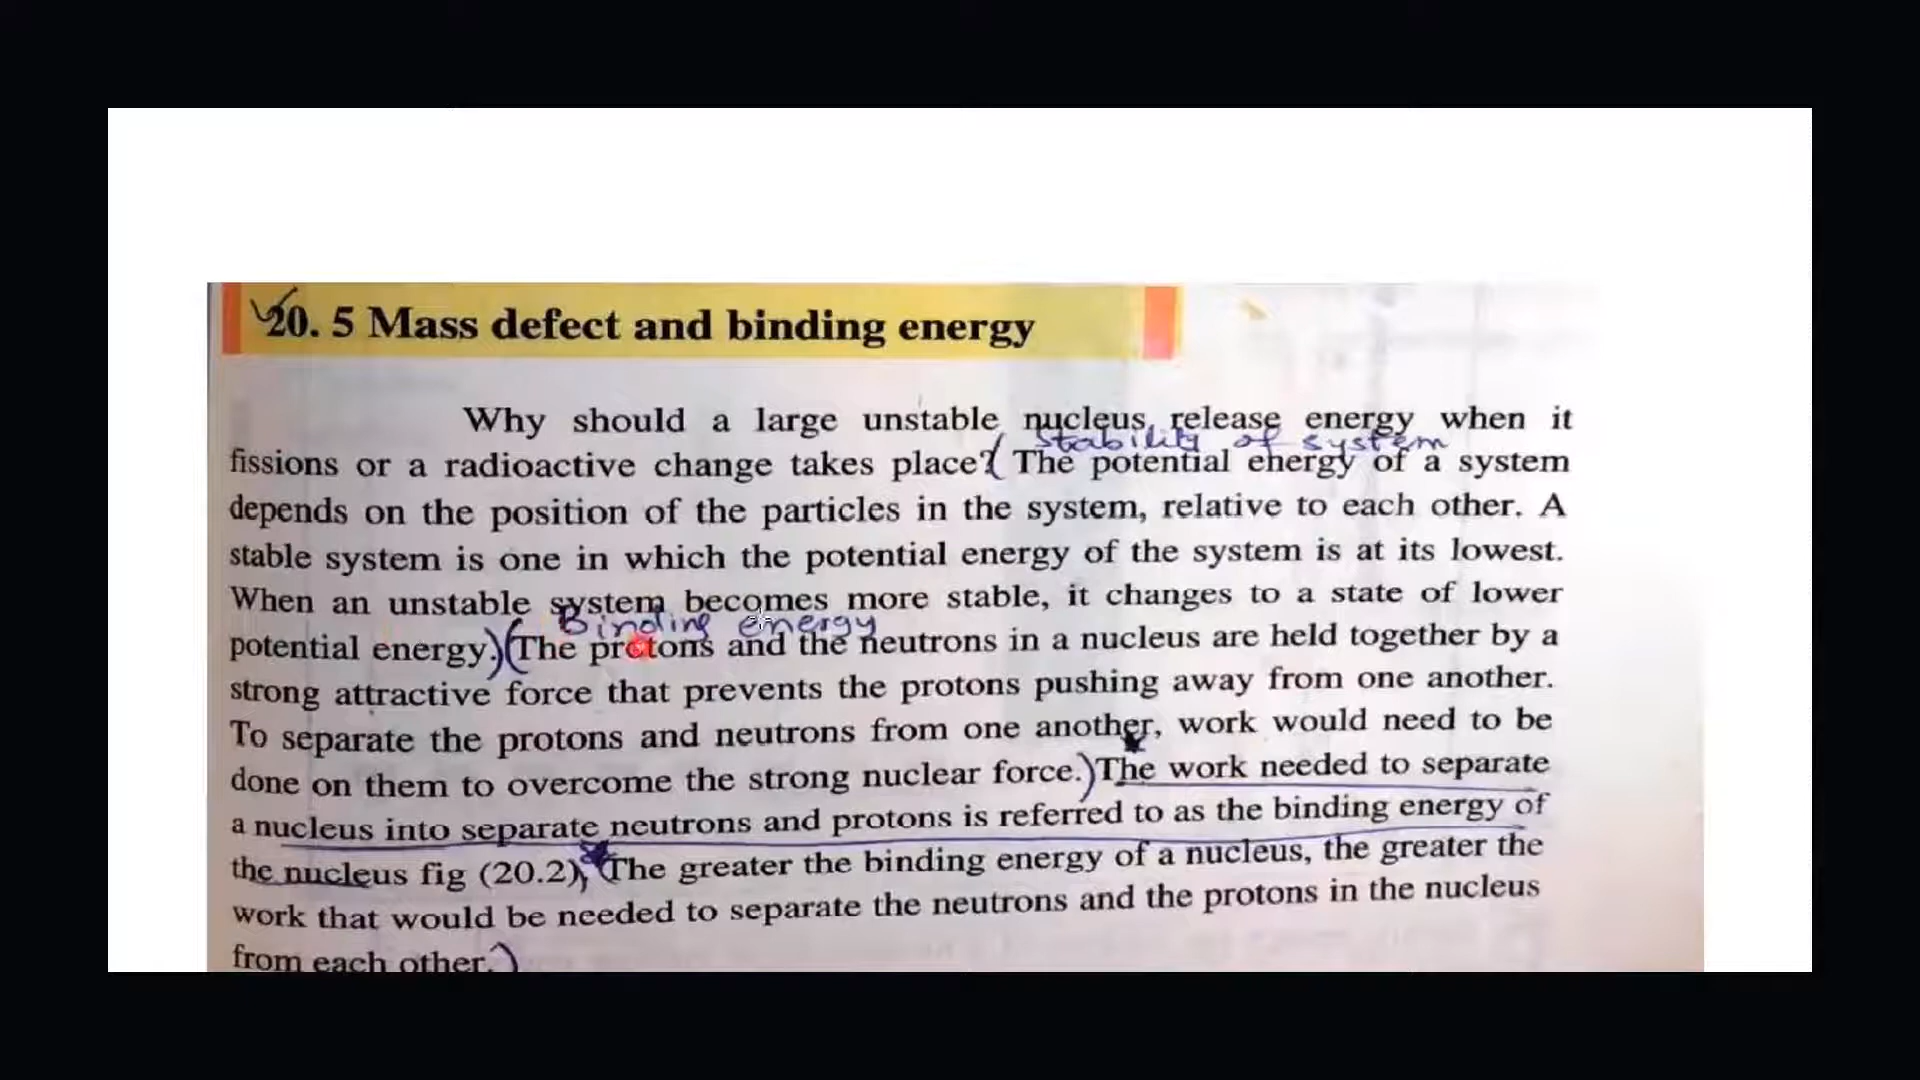 20. 5 Mass defect and binding energy
Why should a large unstable nucleus release energy when it
stability of system
fissions or a radioactive change takes place? (The potential energy of a system
depends on the position of the particles in the system, relative to each other. A
stable system is one in which the potential energy of the system is at its lowest.
When an unstable system becomes more stable, it changes to a state of lower
Binding energy
potential energy.) (The protons and the neutrons in a nucleus are held together by a
strong attractive force that prevents the protons pushing away from one another.
To separate the protons and neutrons from one another, work would need to be
done on them to overcome the strong nuclear force.) The work needed to separate
a nucleus into separate neutrons and protons is referred to as the binding energy of
the nucleus fig (20.2), (The greater the binding energy of a nucleus, the greater the
work that would be needed to separate the neutrons and the protons in the nucleus
from each other.)